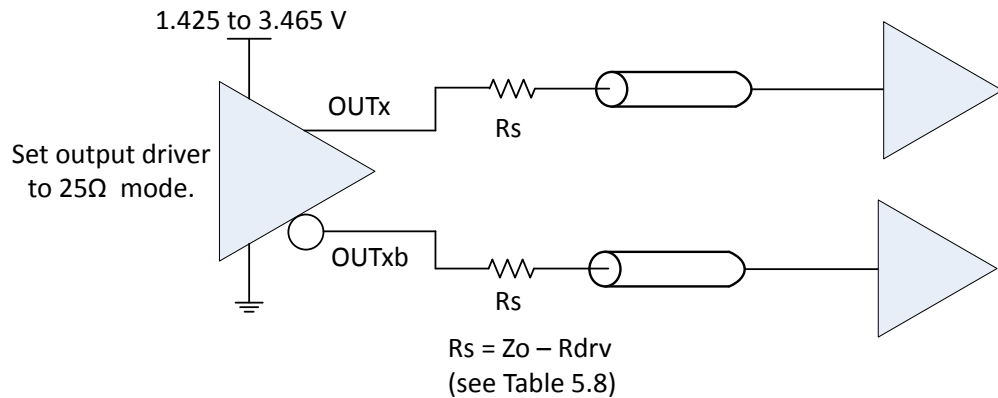 1.425 to 3.465 V
OUTx
Rs
Set output driver
to 25Ω mode.
OUTxb
Rs
Rs = Zo – Rdrv
(see Table 5.8)